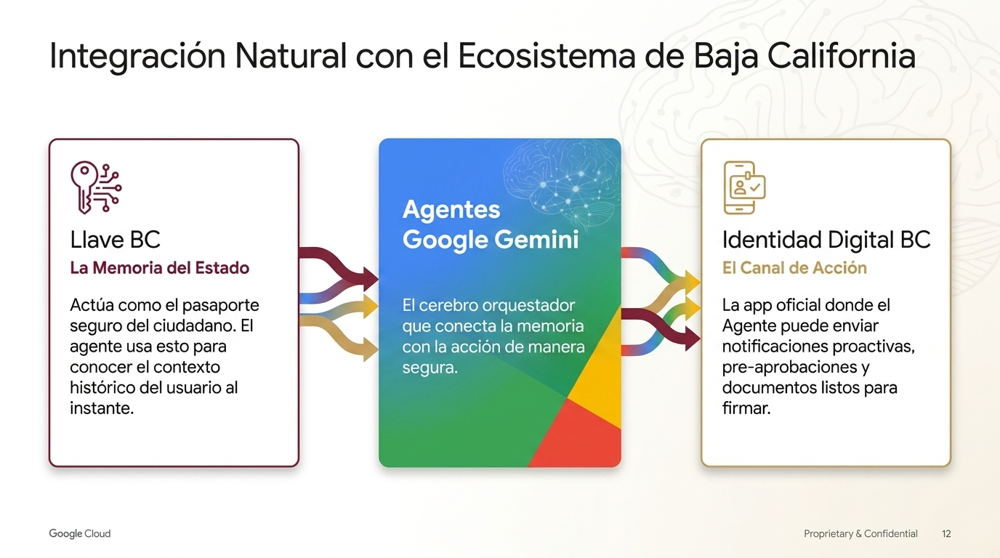 Integración Natural con el Ecosistema de Baja California
Llave BC
La Memoria del Estado
Actúa como el pasaporte
seguro del ciudadano. El
agente usa esto para
conocer el contexto
histórico del usuario al
instante.
Agentes
Google Gemini
El cerebro orquestador
que conecta la memoria
con la acción de manera
segura.
Identidad Digital BC
El Canal de Acción
La app oficial donde el
Agente puede enviar
notificaciones proactivas,
pre-aprobaciones y
documentos listos para
firmar.
Google Cloud
Proprietary & Confidential 12